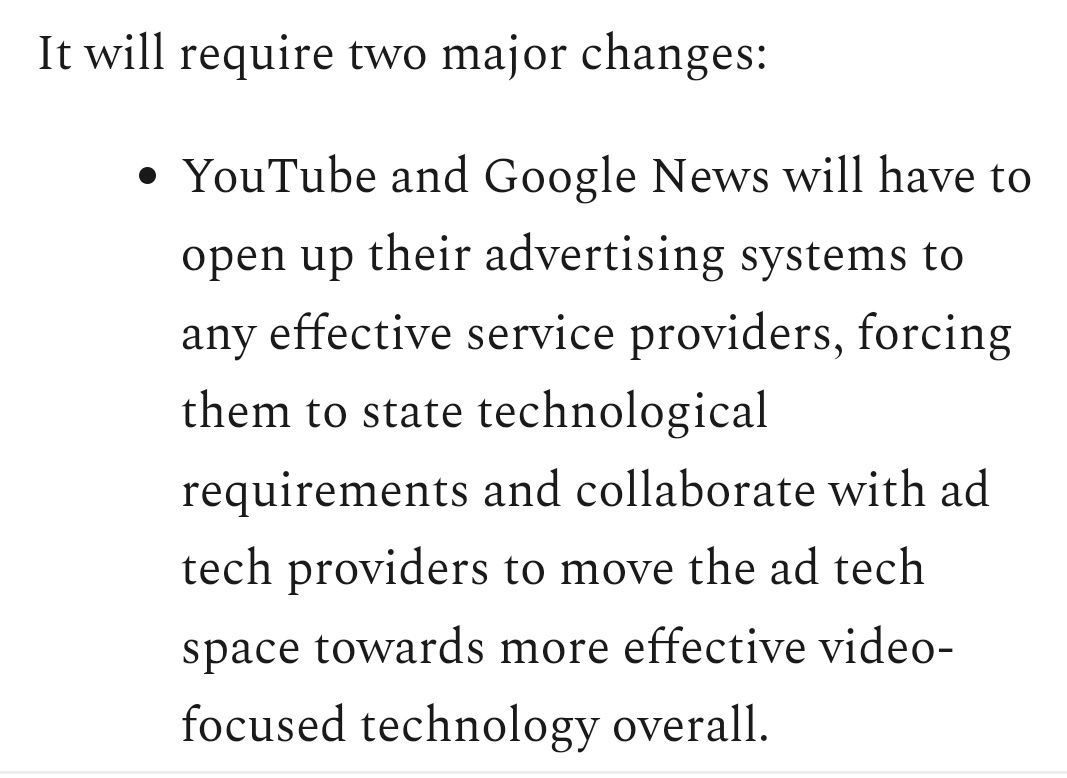 It will require two major changes:
• YouTube and Google News will have to
open up their advertising systems to
any effective service providers, forcing
them to state technological
requirements and collaborate with ad
tech providers to move the ad tech
space towards more effective video-
focused technology overall.